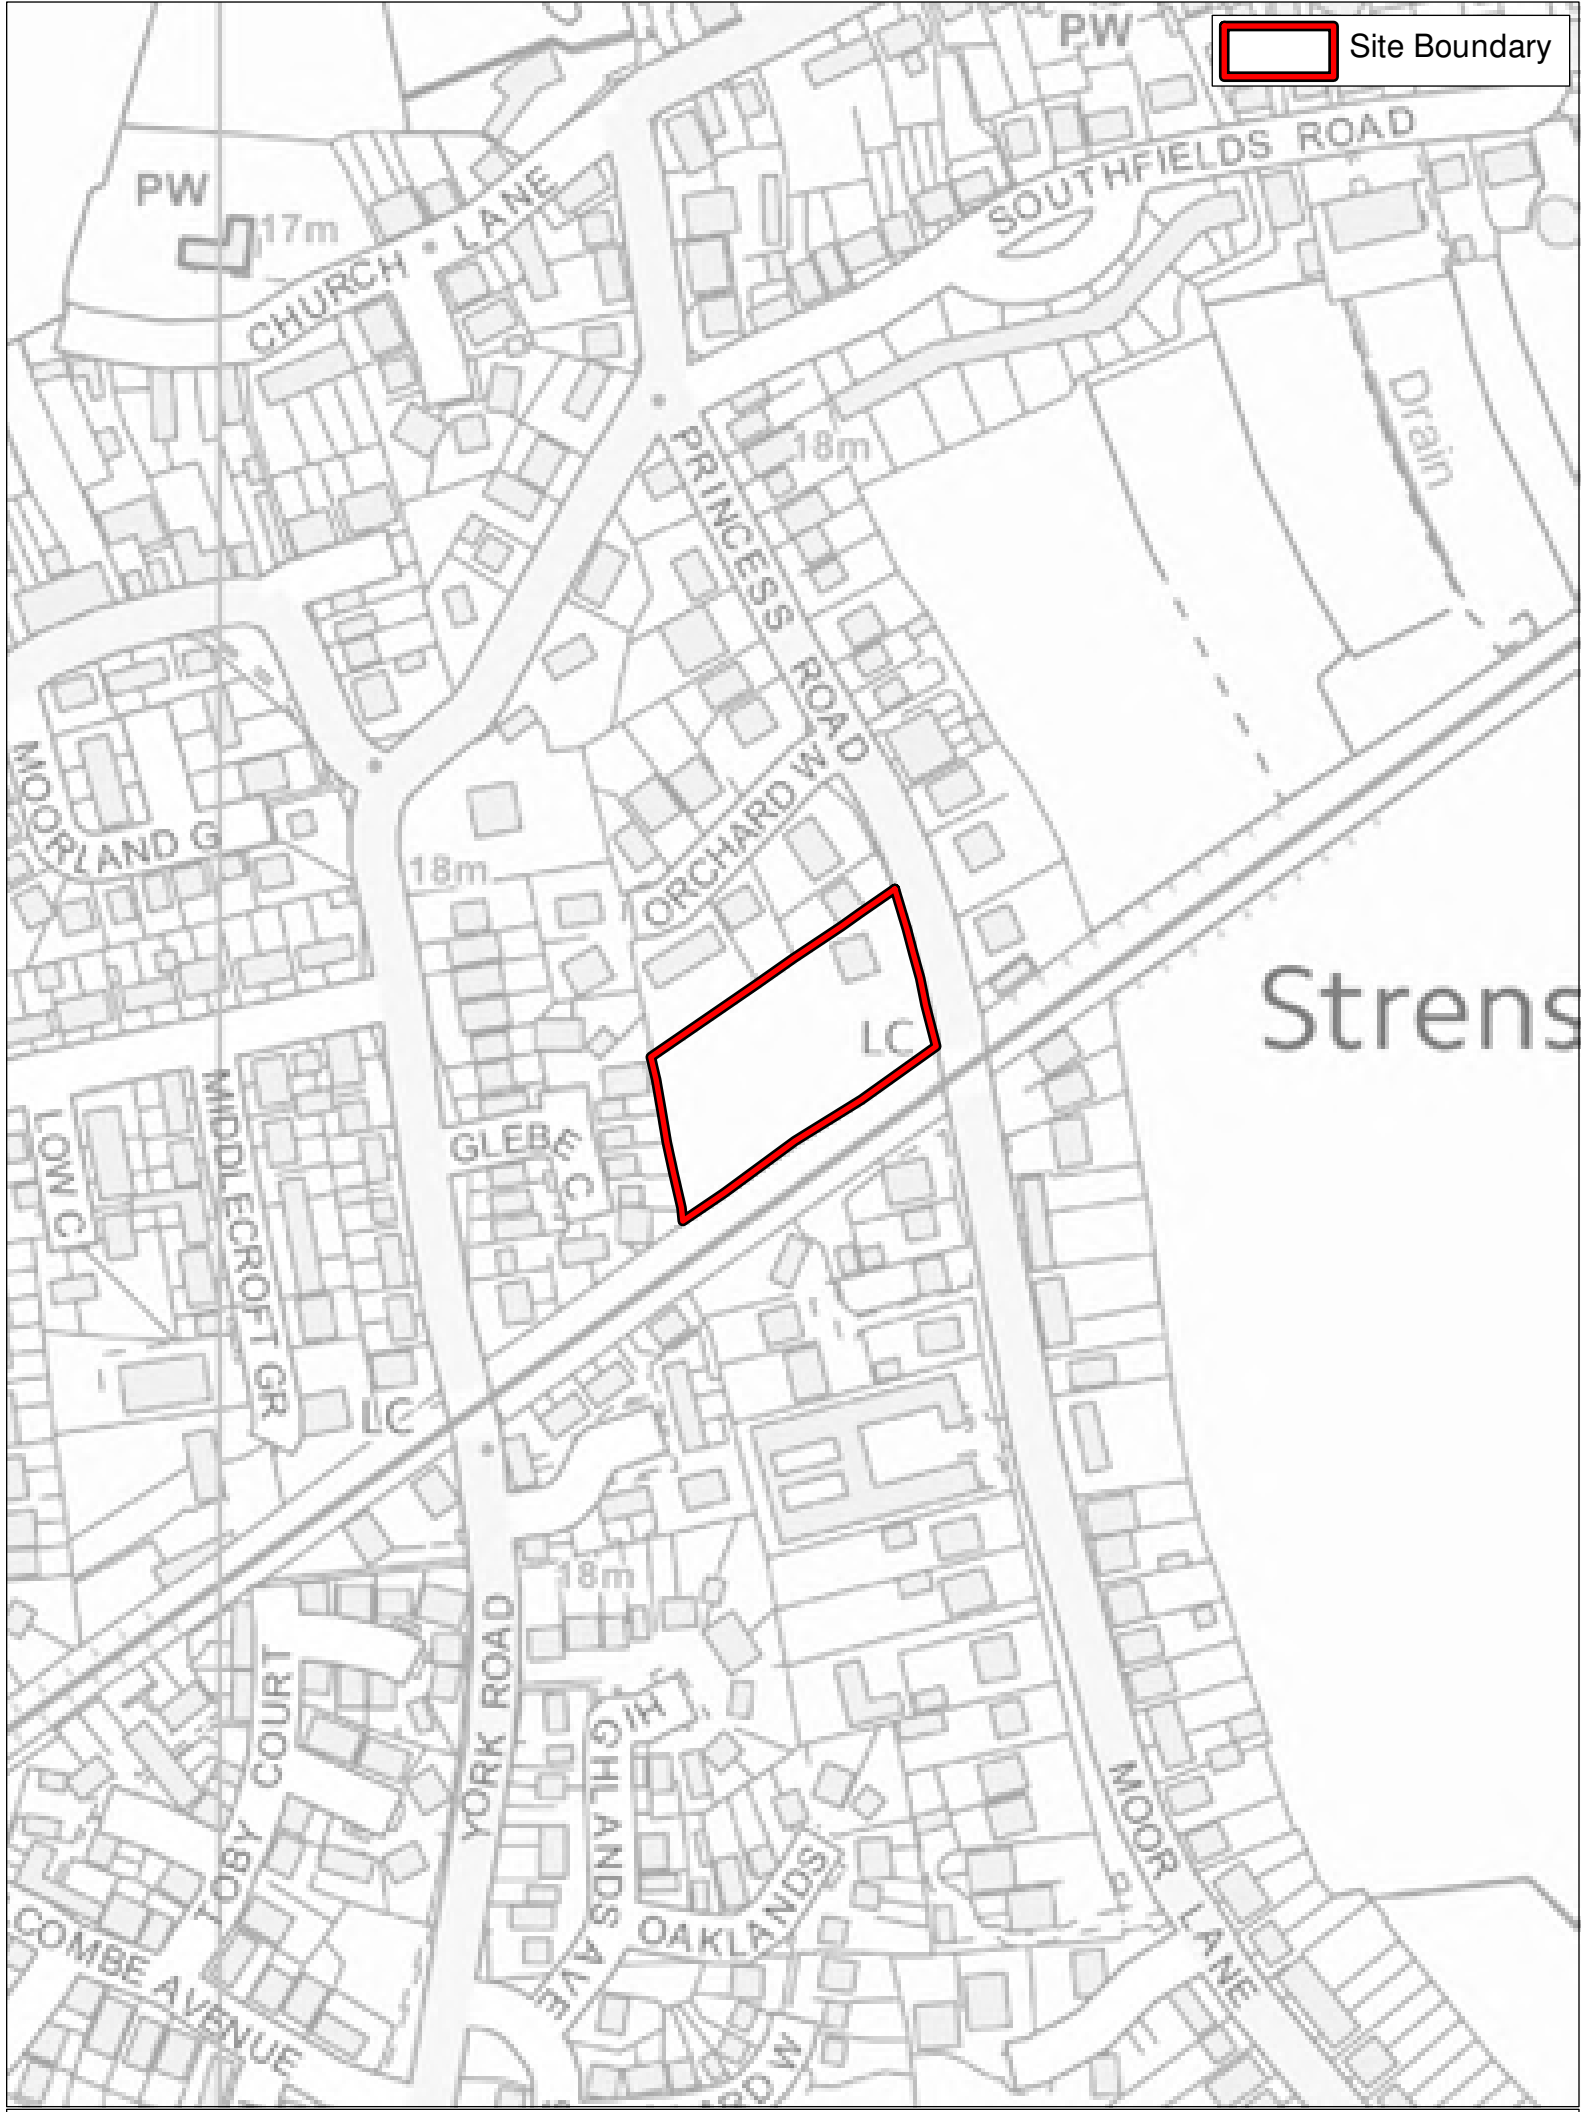 PW
Site Boundary
SOUTHFIELDS ROAD
PW
17m
CHURCH LANE
Drain
18m
PRINCESS ROAD
MOORLAND G
ORCHARD W
18m
Strens
LC
LOW C
MIDDLECROFT GR
GLEBE C
LC
18m
YORK ROAD
TOBY COURT
HIGHLANDS AVE
OAKLANDS
MOOR LANE
COMBE AVENUE
RD W